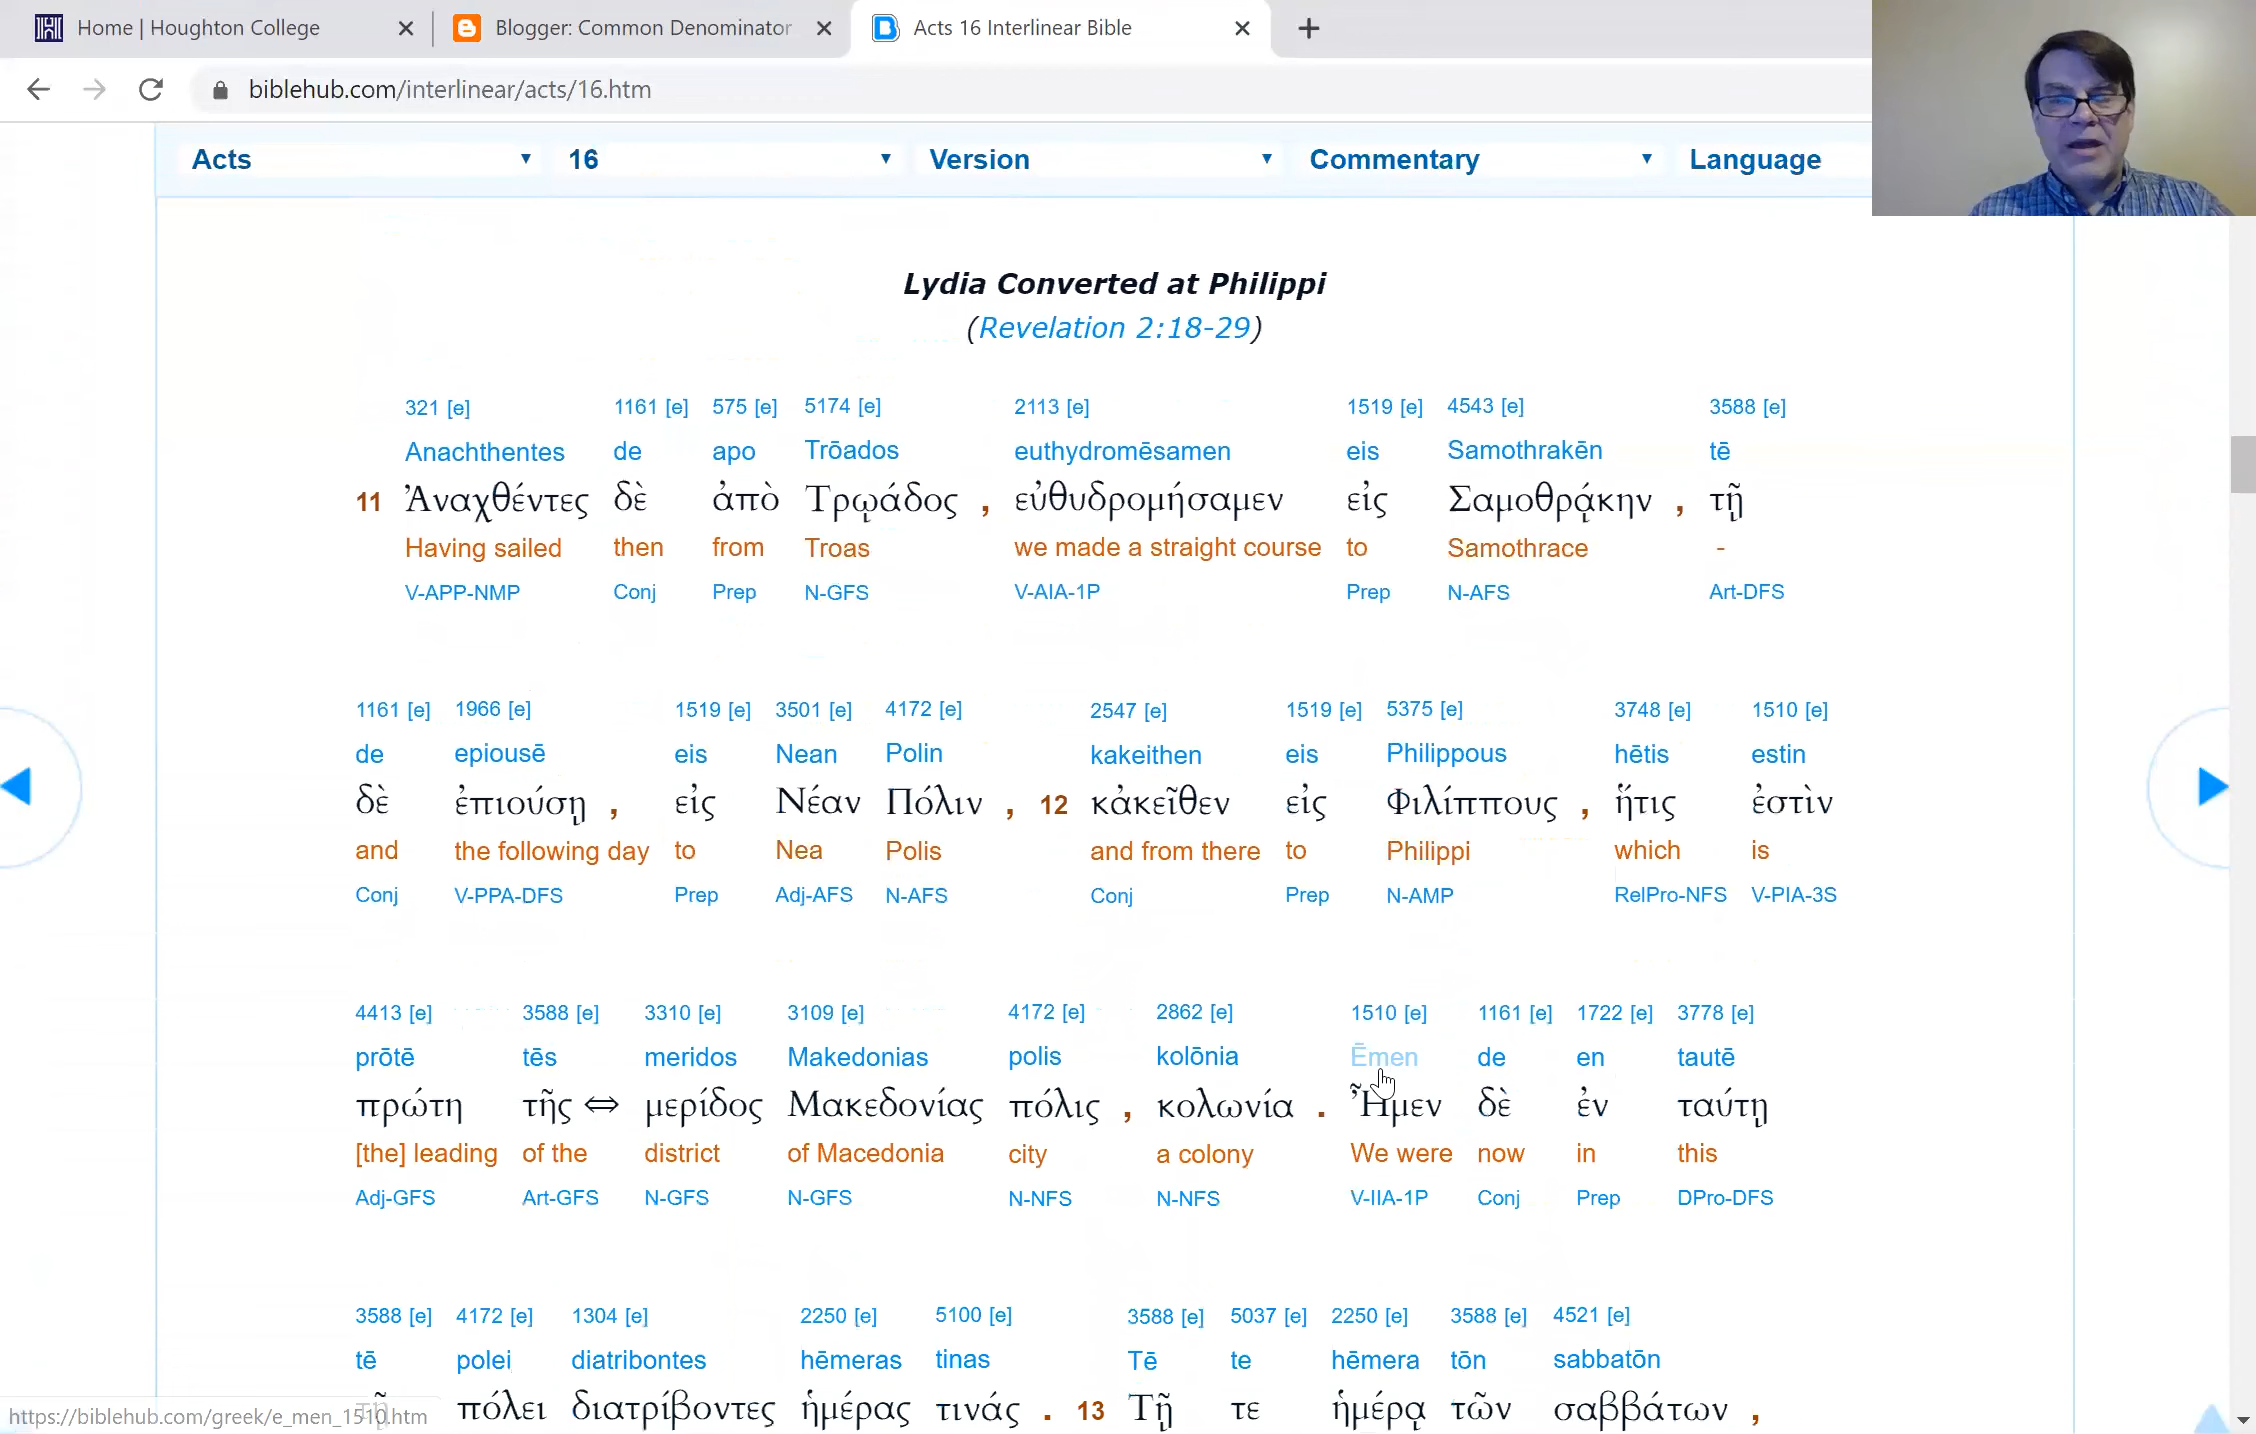 Home | Houghton College
Blogger: Common Denominator
Acts 16 Interlinear Bible
biblehub.com/interlinear/acts/16.htm
Acts 16 Version Commentary Language
Lydia Converted at Philippi
(Revelation 2:18-29)
321 [e] 1161 [e] 575 [e] 5174 [e] 2113 [e] 1519 [e] 4543 [e] 3588 [e]
Anachthentes de apo Trōados euthydromēsamen eis Samothrakēn tē
11 Ἀναχθέντες δὲ ἀπὸ Τρῳάδος , εὐθυδρομήσαμεν εἰς Σαμοθρᾴκην , τῇ
Having sailed then from Troas we made a straight course to Samothrace -
V-APP-NMP Conj Prep N-GFS V-AIA-1P Prep N-AFS Art-DFS
1161 [e] 1966 [e] 1519 [e] 3501 [e] 4172 [e] 2547 [e] 1519 [e] 5375 [e] 3748 [e] 1510 [e]
de epiousē eis Nean Polin kakeithen eis Philippous hētis estin
δὲ ἐπιούσῃ , εἰς Νέαν Πόλιν , 12 κἀκεῖθεν εἰς Φιλίππους , ἥτις ἐστὶν
and the following day to Nea Polis and from there to Philippi which is
Conj V-PPA-DFS Prep Adj-AFS N-AFS Conj Prep N-AMP RelPro-NFS V-PIA-3S
4413 [e] 3588 [e] 3310 [e] 3109 [e] 4172 [e] 2862 [e] 1510 [e] 1161 [e] 1722 [e] 3778 [e]
prōtē tēs meridos Makedonias polis kolōnia Ēmen de en tautē
πρώτη τῆς ⇔ μερίδος Μακεδονίας πόλις , κολωνία . Ἦμεν δὲ ἐν ταύτῃ
[the] leading of the district of Macedonia city a colony We were now in this
Adj-GFS Art-GFS N-GFS N-GFS N-NFS N-NFS V-IIA-1P Conj Prep DPro-DFS
3588 [e] 4172 [e] 1304 [e] 2250 [e] 5100 [e] 3588 [e] 5037 [e] 2250 [e] 3588 [e] 4521 [e]
tē polei diatribontes hēmeras tinas Tē te hēmera tōn sabbatōn
τῇ πόλει διατρίβοντες ἡμέρας τινάς . 13 Τῇ τε ἡμέρᾳ τῶν σαββάτων ,
https://biblehub.com/greek/e_men_1510.htm